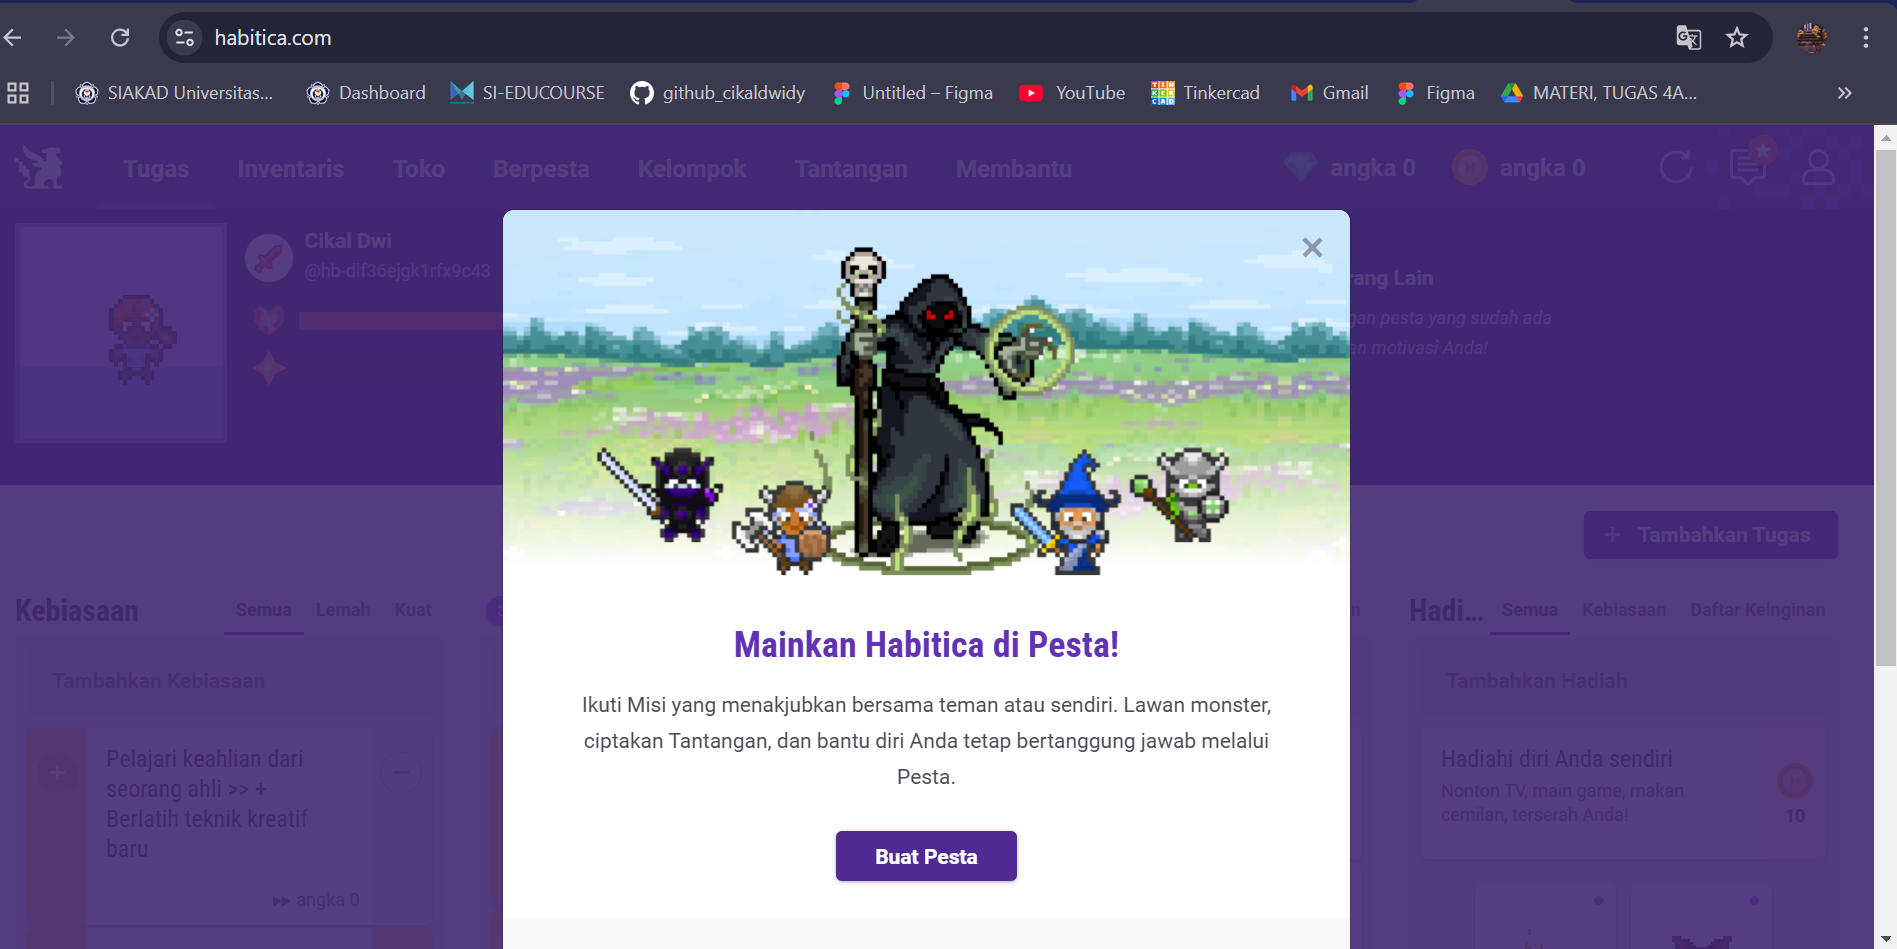 habitica.com
SIAKAD Universitas... Dashboard SI-EDUCOURSE github_cikaldwidy Untitled – Figma YouTube Tinkercad Gmail Figma MATERI, TUGAS 4A...
Tugas Inventaris Toko Berpesta Kelompok Tantangan Membantu angka 0 angka 0
Cikal Dwi
@hb-dlf36ejgk1rfx9c43
rang Lain
gan pesta yang sudah ada
an motivasi Anda!
Mainkan Habitica di Pesta!
Ikuti Misi yang menakjubkan bersama teman atau sendiri. Lawan monster,
ciptakan Tantangan, dan bantu diri Anda tetap bertanggung jawab melalui
Pesta.
Buat Pesta
+ Tambahkan Tugas
Kebiasaan Semua Lemah Kuat
Tambahkan Kebiasaan
Pelajari keahlian dari
seorang ahli >> +
Berlatih teknik kreatif
baru
angka 0
Hadi... Semua Kebiasaan Daftar Keinginan
Tambahkan Hadiah
Hadiahi diri Anda sendiri
Nonton TV, main game, makan
cemilan, terserah Anda!
10